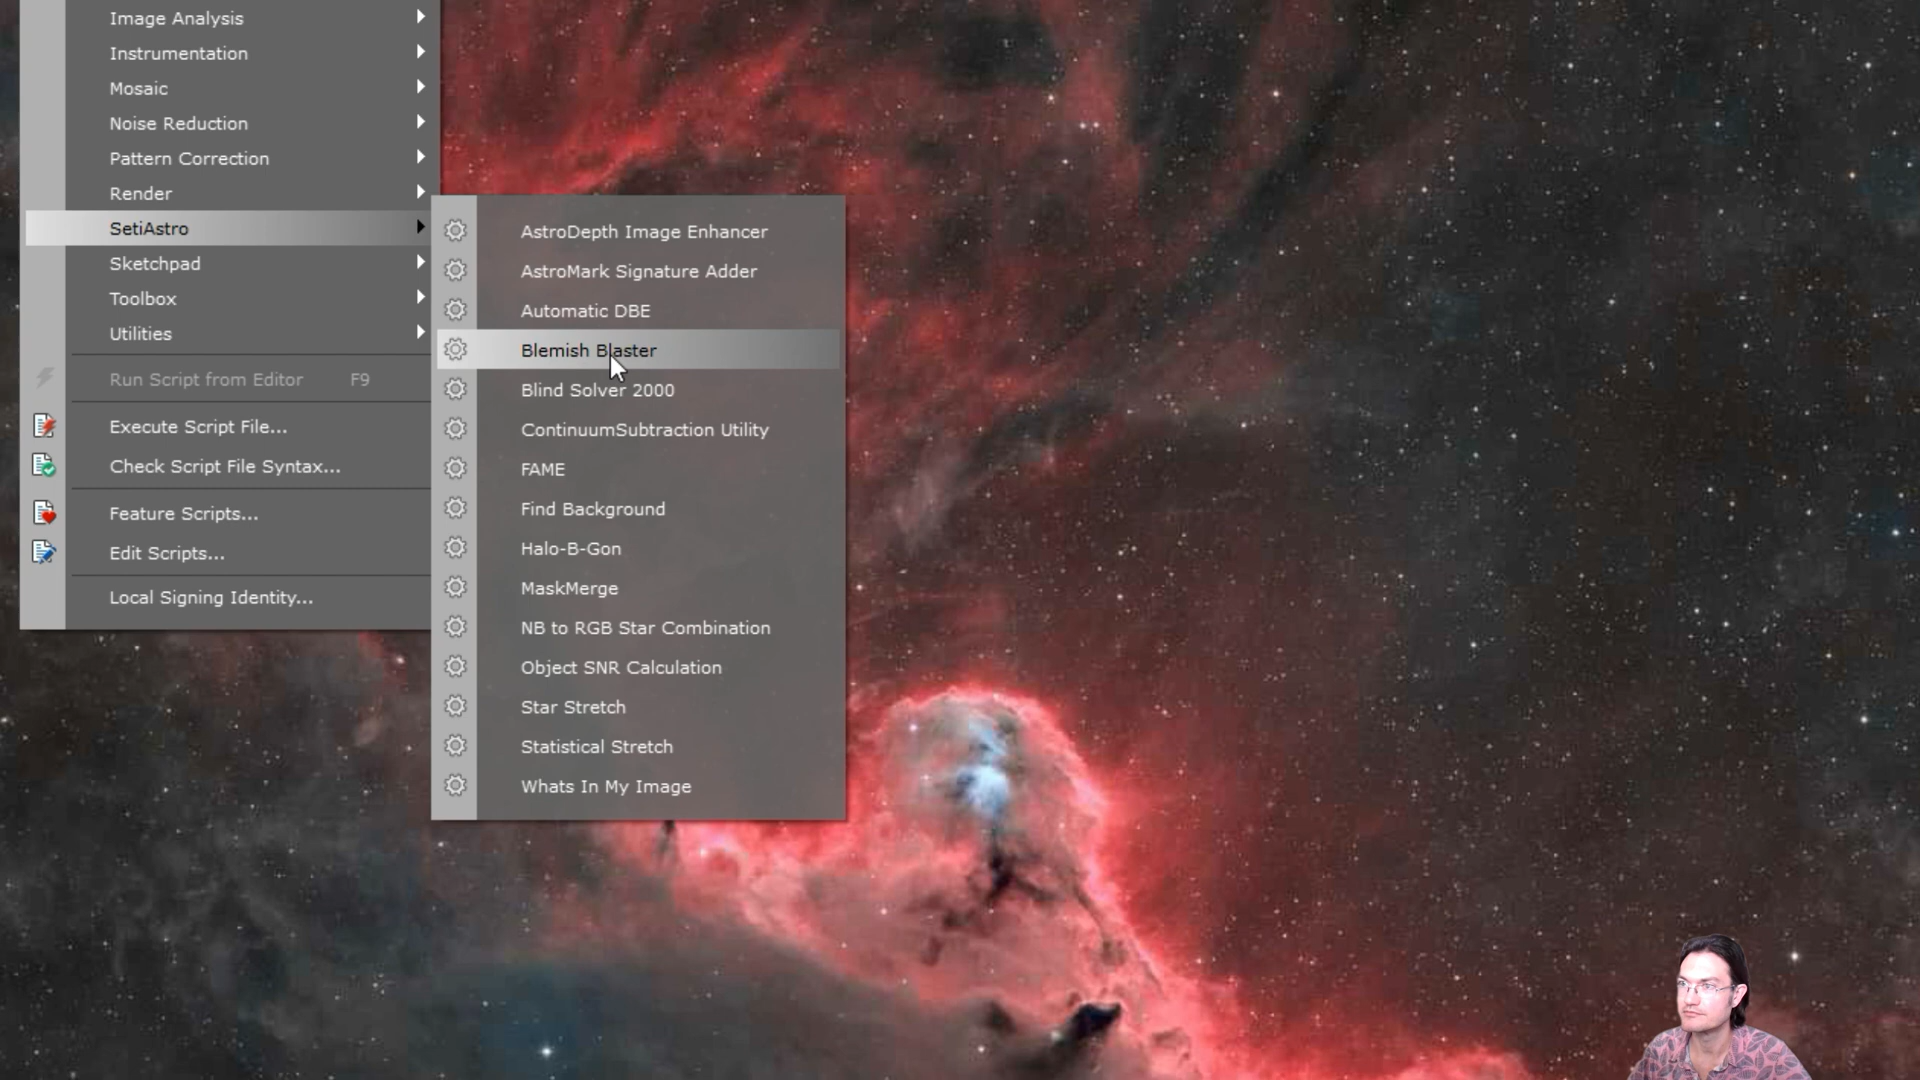 Image Analysis
Instrumentation
Mosaic
Noise Reduction
Pattern Correction
Render
SetiAstro
Sketchpad
Toolbox
Utilities
Run Script from Editor F9
Execute Script File...
Check Script File Syntax...
Feature Scripts...
Edit Scripts...
Local Signing Identity...
AstroDepth Image Enhancer
AstroMark Signature Adder
Automatic DBE
Blemish Blaster
Blind Solver 2000
ContinuumSubtraction Utility
FAME
Find Background
Halo-B-Gon
MaskMerge
NB to RGB Star Combination
Object SNR Calculation
Star Stretch
Statistical Stretch
Whats In My Image